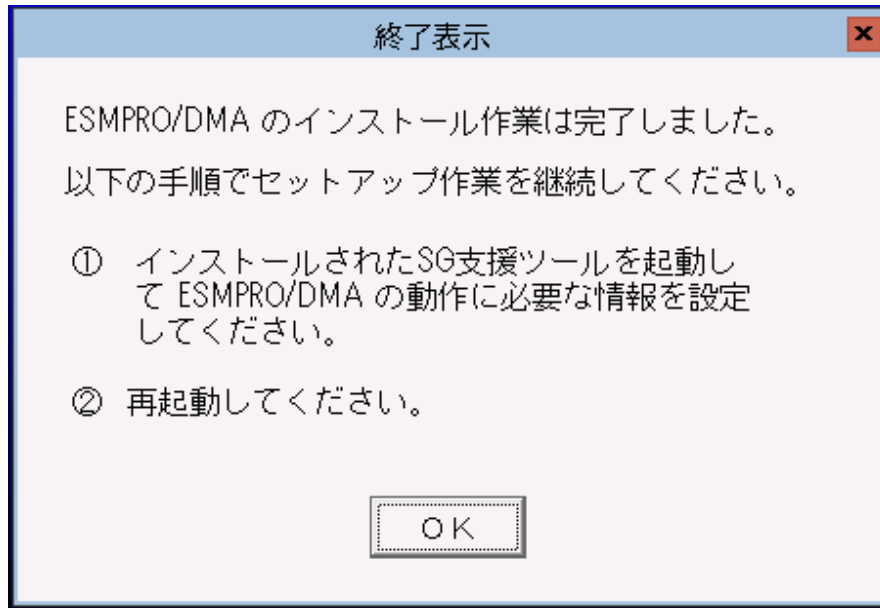 終了表示
ESMPRO/DMA のインストール作業は完了しました。
以下の手順でセットアップ作業を継続してください。
① インストールされたSG支援ツールを起動し
て ESMPRO/DMA の動作に必要な情報を設定
してください。
② 再起動してください。
ＯＫ